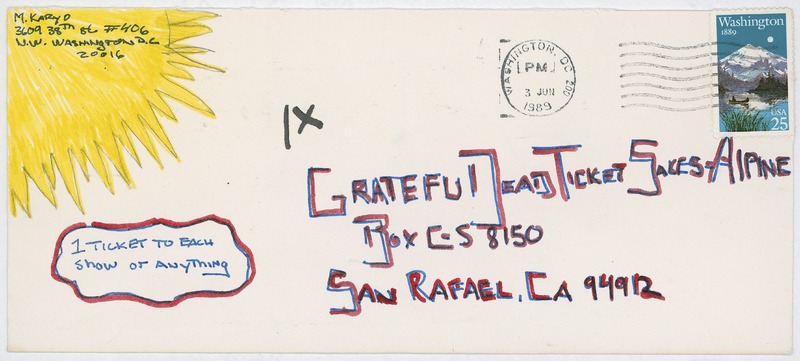 M. KARYO
3609 38th St #406
N.W. WASHINGTON D.C
20016
WASHINGTON, DC 200
PM
3 JUN
1989
Washington
1889
USA
25
1X
GRATEFUL DEAD TICKET SALES-ALPINE
BOX C-S 8150
SAN RAFAEL, CA 94912
1 TICKET TO EACH
SHOW OR ANYTHING